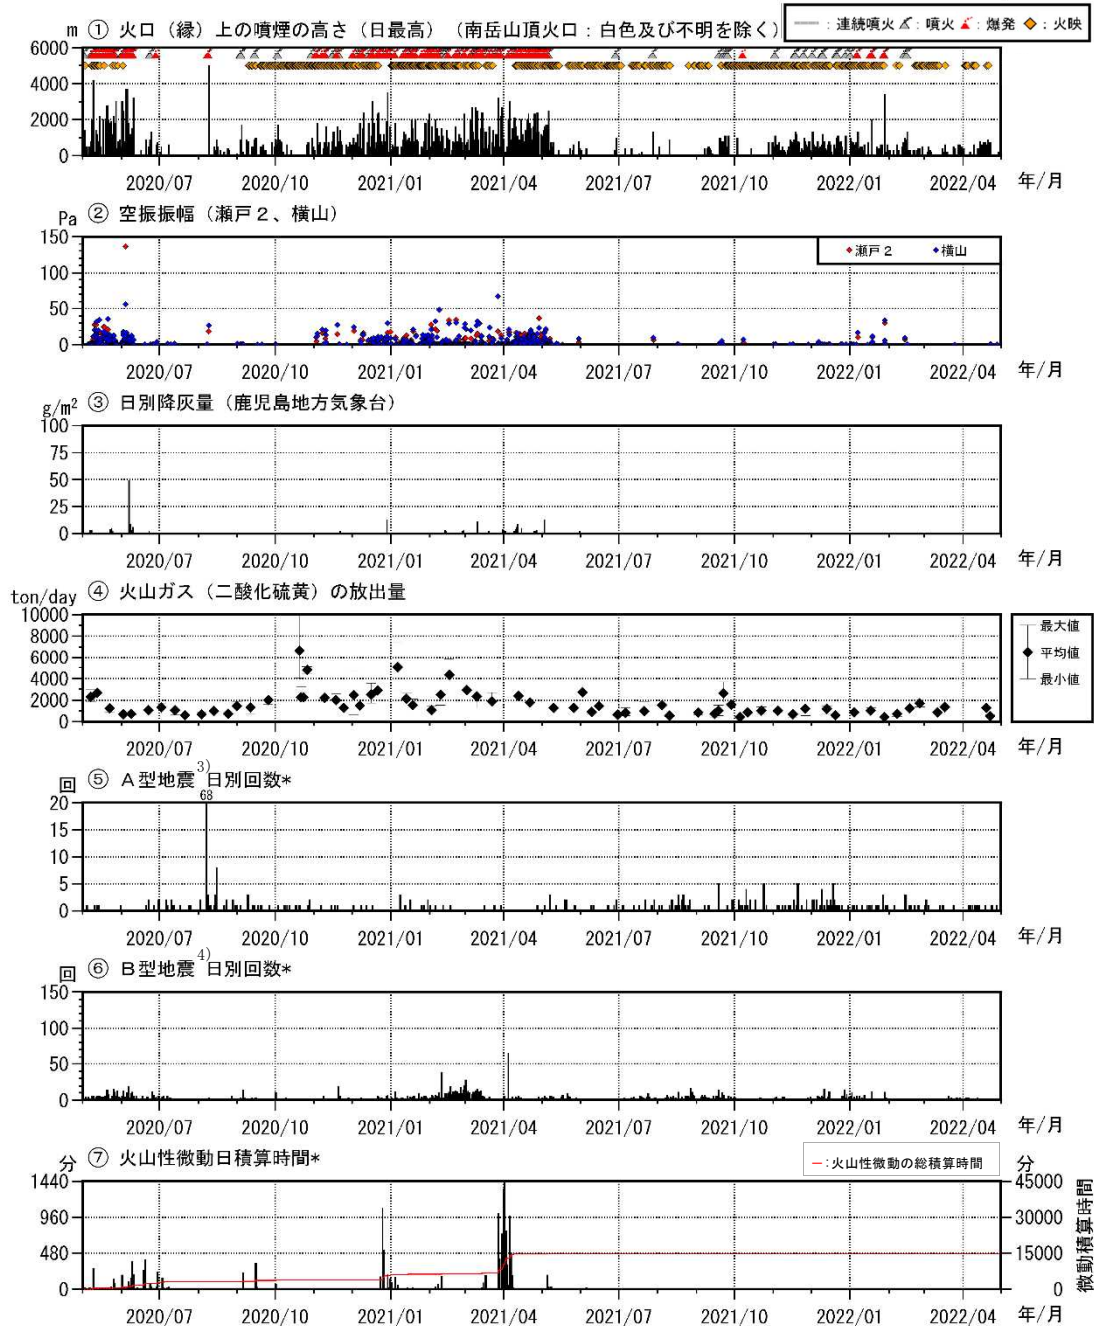 m ① 火口（縁）上の噴煙の高さ（日最高）（南岳山頂火口：白色及び不明を除く）
：連続噴火 ：噴火 ：爆発 ：火映
6000
4000
2000
0
2020/07 2020/10 2021/01 2021/04 2021/07 2021/10 2022/01 2022/04 年/月
Pa ② 空振振幅（瀬戸２、横山）
瀬戸２ 横山
150
100
50
0
2020/07 2020/10 2021/01 2021/04 2021/07 2021/10 2022/01 2022/04 年/月
g/m² ③ 日別降灰量（鹿児島地方気象台）
100
75
50
25
0
2020/07 2020/10 2021/01 2021/04 2021/07 2021/10 2022/01 2022/04 年/月
ton/day ④ 火山ガス（二酸化硫黄）の放出量
10000
8000
6000
4000
2000
0
最大値
平均値
最小値
2020/07 2020/10 2021/01 2021/04 2021/07 2021/10 2022/01 2022/04 年/月
回 ⑤ Ａ型地震3)日別回数*
68
20
15
10
5
0
2020/07 2020/10 2021/01 2021/04 2021/07 2021/10 2022/01 2022/04 年/月
回 ⑥ Ｂ型地震4)日別回数*
150
100
50
0
2020/07 2020/10 2021/01 2021/04 2021/07 2021/10 2022/01 2022/04 年/月
分 ⑦ 火山性微動日積算時間*
：火山性微動の総積算時間
分
1440 45000
960 30000
480 15000
0 0
微動積算時間
2020/07 2020/10 2021/01 2021/04 2021/07 2021/10 2022/01 2022/04 年/月